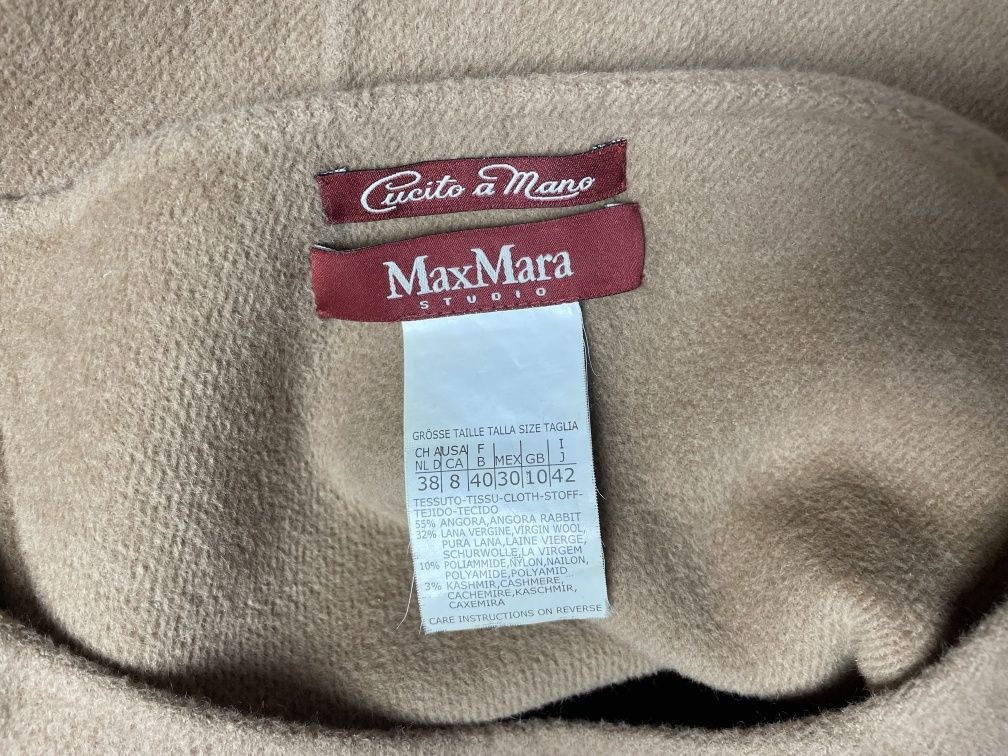 Cucito a Mano
MaxMara
STUDIO
GRÖSSE TAILLE TALLA SIZE TAGLIA
CH A USA F I
NL D CA B MEX GB J
38 8 40 30 10 42
TESSUTO-TISSU-CLOTH-STOFF-
TEJIDO-TECIDO
55% ANGORA,ANGORA RABBIT
32% LANA VERGINE,VIRGIN WOOL,
PURA LANA,LAINE VIERGE,
SCHURWOLLE,LA VIRGEM
10% POLIAMMIDE,NYLON,NAILON,
POLYAMIDE,POLYAMID
3% KASHMIR,CASHMERE,
CACHEMIRE,KASCHMIR,
CAXEMIRA
CARE INSTRUCTIONS ON REVERSE